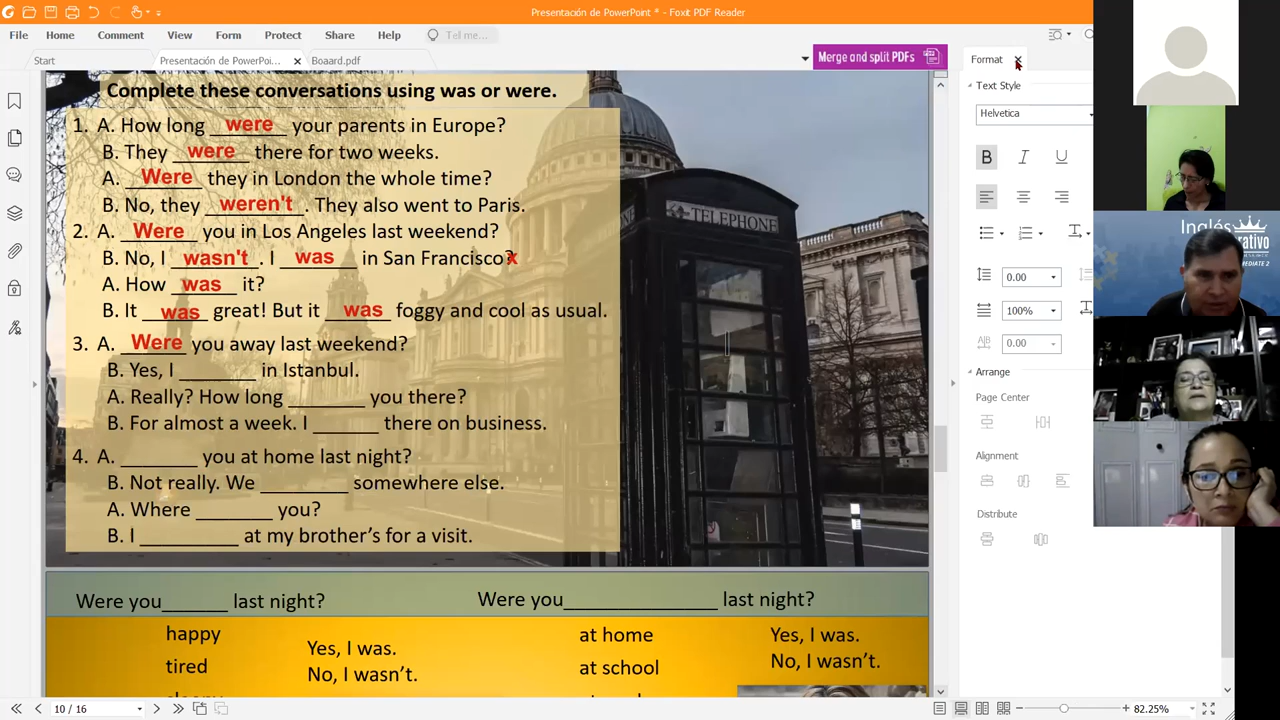 Presentación de PowerPoint * - Foxit PDF Reader
File Home Comment View Form Protect Share Help Tell me...
Start Presentación de PowerPoi... Boaard.pdf
Merge and split PDFs
Complete these conversations using was or were.
1. A. How long were your parents in Europe?
B. They were there for two weeks.
A. Were they in London the whole time?
B. No, they weren't. They also went to Paris.
2. A. Were you in Los Angeles last weekend?
B. No, I wasn't. I was in San Francisco?x
A. How was it?
B. It was great! But it was foggy and cool as usual.
3. A. Were you away last weekend?
B. Yes, I _______ in Istanbul.
A. Really? How long _______ you there?
B. For almost a week. I ______ there on business.
4. A. _______ you at home last night?
B. Not really. We ________ somewhere else.
A. Where _______ you?
B. I _________ at my brother's for a visit.
TELEPHONE
Were you______ last night?
happy
tired
Yes, I was.
No, I wasn't.
Were you______________ last night?
at home
at school
Yes, I was.
No, I wasn't.
Format
Text Style
Helvetica
B I U
0.00
100%
0.00
Arrange
Page Center
Alignment
Distribute
Inglés
10 / 16
82.25%